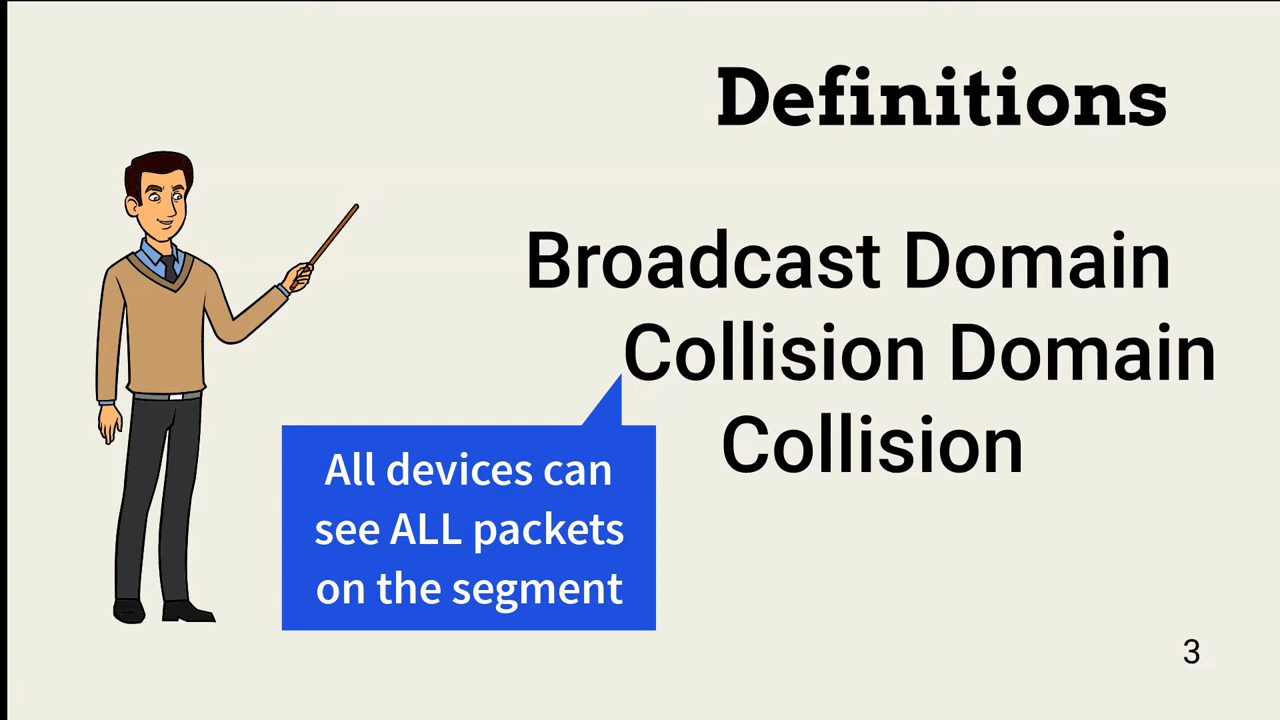 Definitions
Broadcast Domain
Collision Domain
Collision
All devices can
see ALL packets
on the segment
3